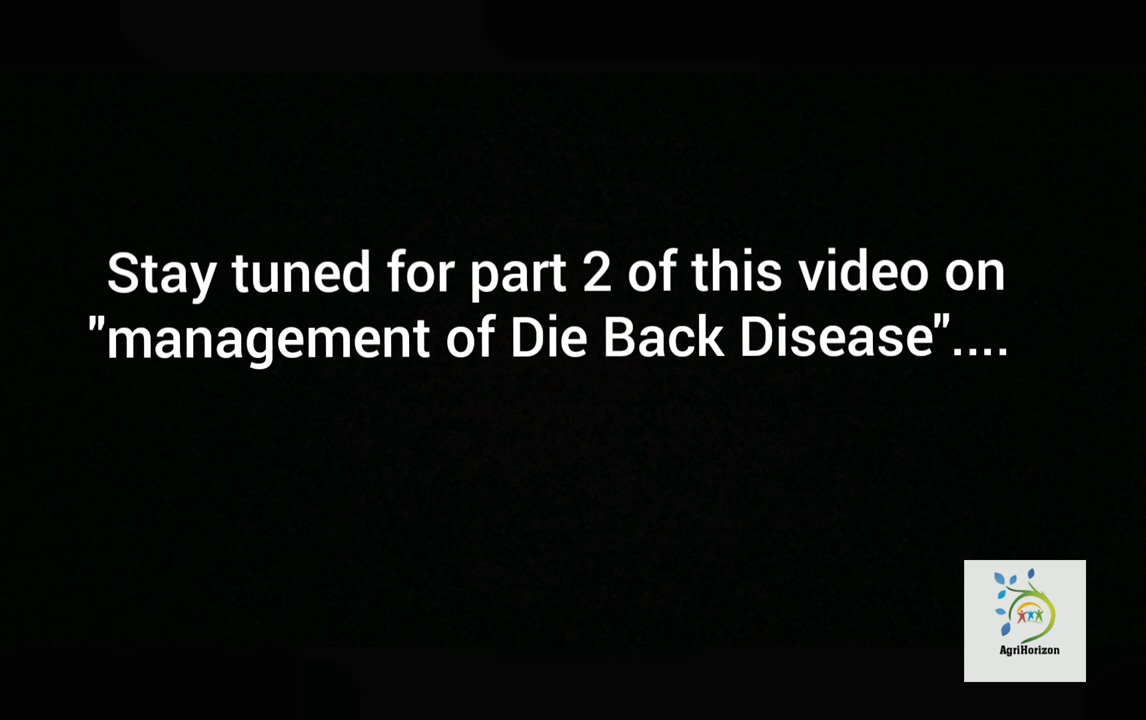 Stay tuned for part 2 of this video on
"management of Die Back Disease"....
AgriHorizon